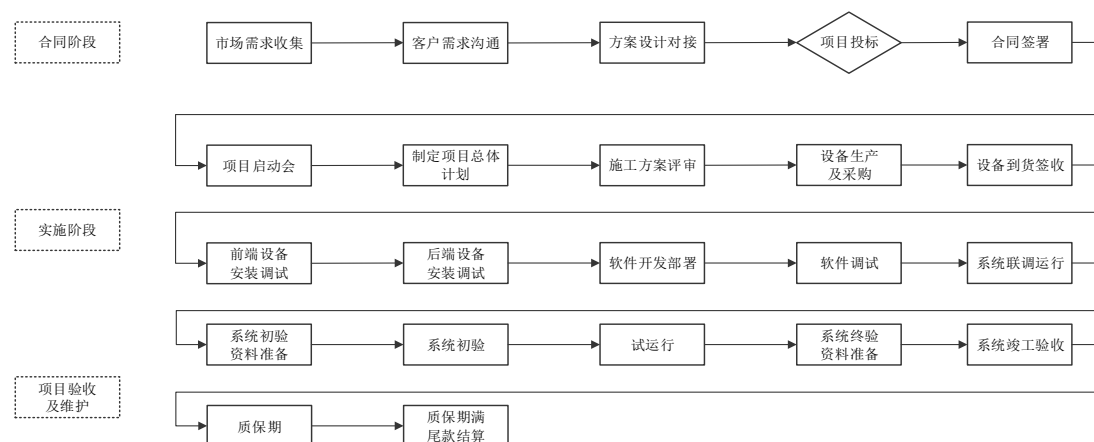 合同阶段
市场需求收集
客户需求沟通
方案设计对接
项目投标
合同签署
项目启动会
制定项目总体
计划
施工方案评审
设备生产
及采购
设备到货签收
实施阶段
前端设备
安装调试
后端设备
安装调试
软件开发部署
软件调试
系统联调运行
系统初验
资料准备
系统初验
试运行
系统终验
资料准备
系统竣工验收
项目验收
及维护
质保期
质保期满
尾款结算